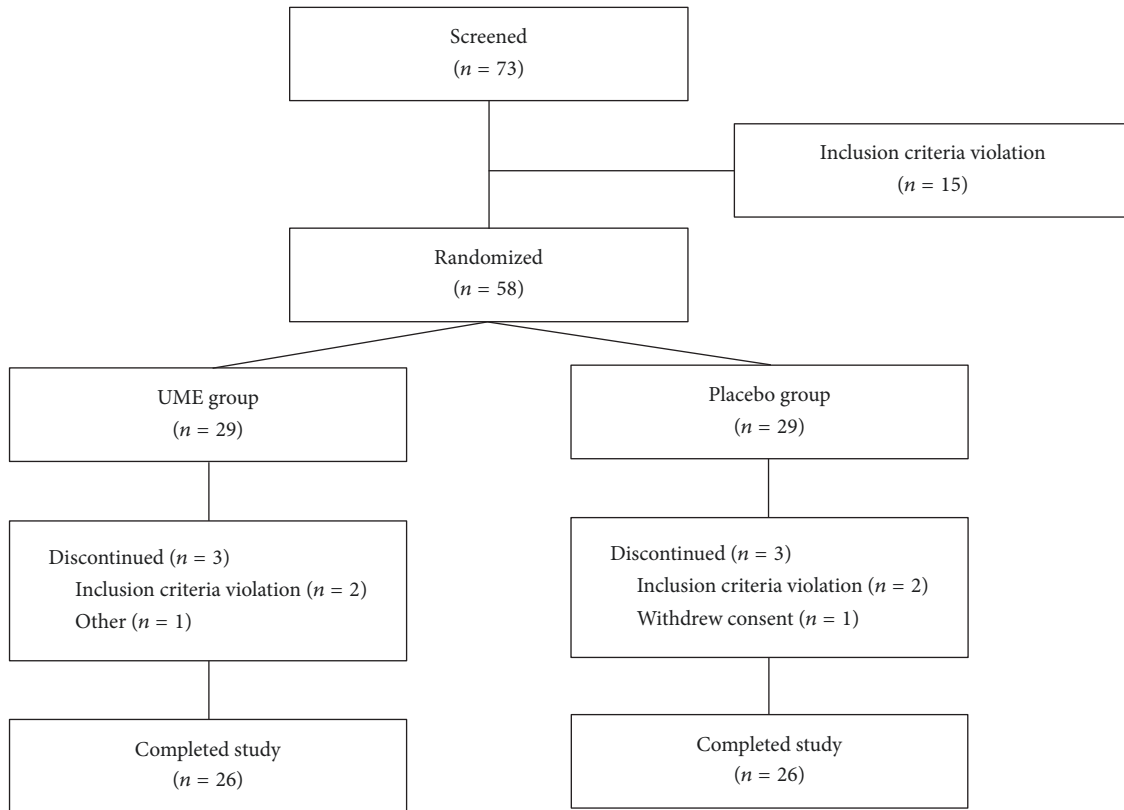 Screened
(n = 73)
Inclusion criteria violation
(n = 15)
Randomized
(n = 58)
UME group
(n = 29)
Placebo group
(n = 29)
Discontinued (n = 3)
Inclusion criteria violation (n = 2)
Other (n = 1)
Discontinued (n = 3)
Inclusion criteria violation (n = 2)
Withdrew consent (n = 1)
Completed study
(n = 26)
Completed study
(n = 26)